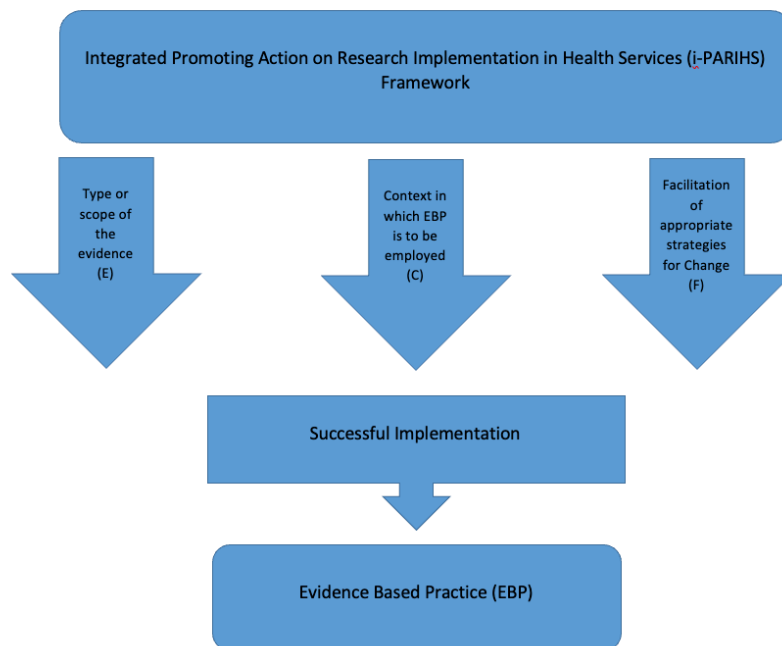 Integrated Promoting Action on Research Implementation in Health Services (i-PARIHS)
Framework
Type or
scope of
the
evidence
(E)
Context in
which EBP
is to be
employed
(C)
Facilitation
of
appropriate
strategies
for Change
(F)
Successful Implementation
Evidence Based Practice (EBP)